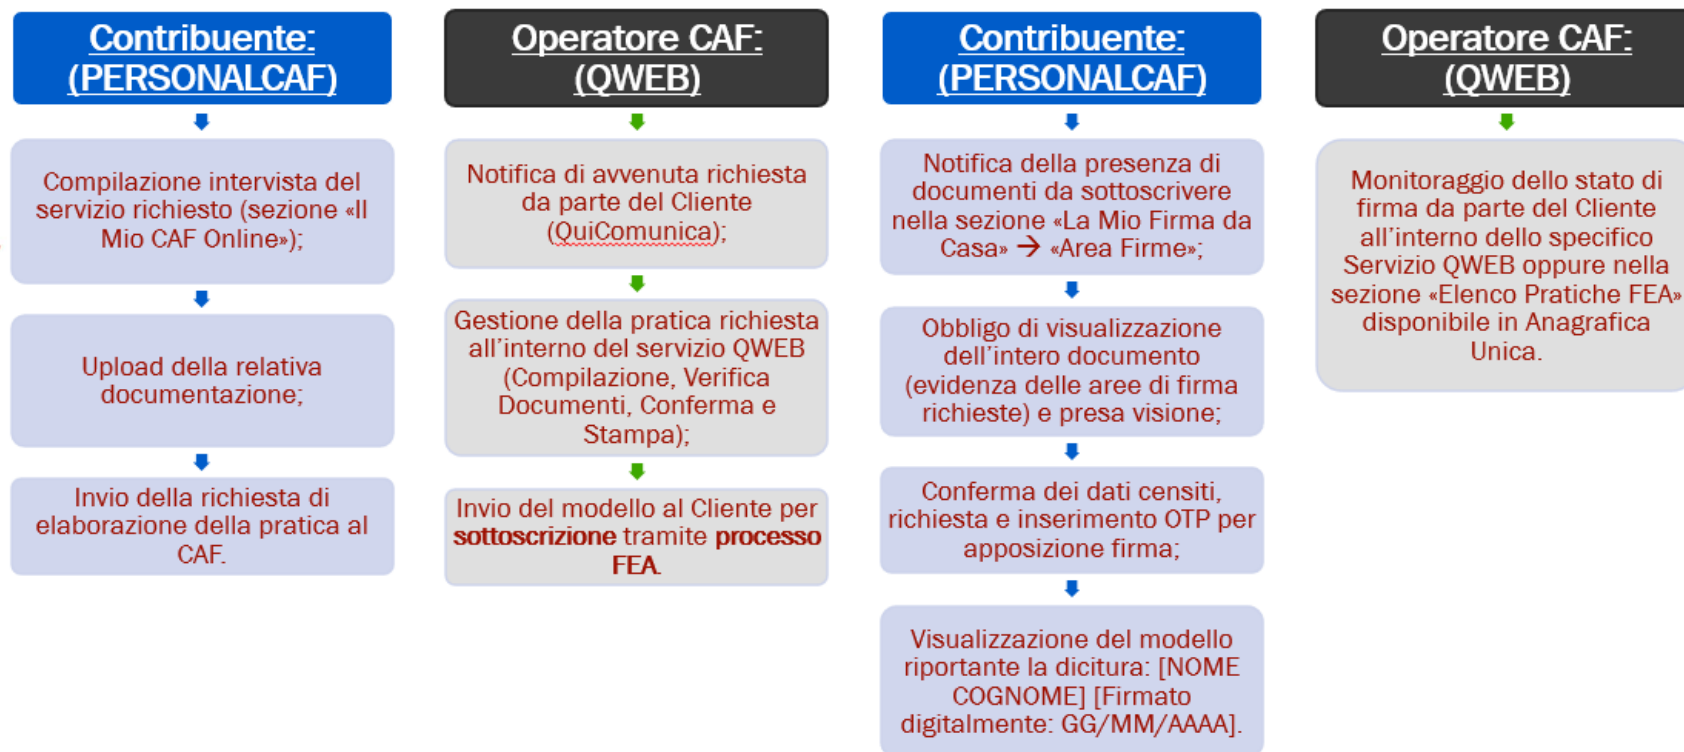 Contribuente:
(PERSONALCAF)
Compilazione intervista del
servizio richiesto (sezione «Il
Mio CAF Online»);
Upload della relativa
documentazione;
Invio della richiesta di
elaborazione della pratica al
CAF.
Operatore CAF:
(QWEB)
Notifica di avvenuta richiesta
da parte del Cliente
(QuiComunica);
Gestione della pratica richiesta
all'interno del servizio QWEB
(Compilazione, Verifica
Documenti, Conferma e
Stampa);
Invio del modello al Cliente per
sottoscrizione tramite processo
FEA.
Contribuente:
(PERSONALCAF)
Notifica della presenza di
documenti da sottoscrivere
nella sezione «La Mio Firma da
Casa» → «Area Firme»;
Obbligo di visualizzazione
dell'intero documento
(evidenza delle aree di firma
richieste) e presa visione;
Conferma dei dati censiti,
richiesta e inserimento OTP per
apposizione firma;
Visualizzazione del modello
riportante la dicitura: [NOME
COGNOME] [Firmato
digitalmente: GG/MM/AAAA].
Operatore CAF:
(QWEB)
Monitoraggio dello stato di
firma da parte del Cliente
all'interno dello specifico
Servizio QWEB oppure nella
sezione «Elenco Pratiche FEA»
disponibile in Anagrafica
Unica.